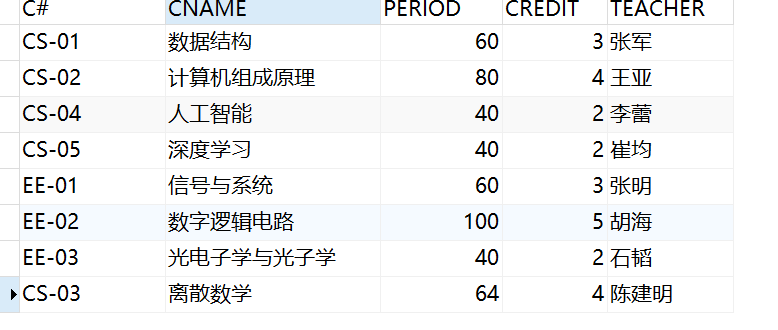 C# CNAME PERIOD CREDIT TEACHER
CS-01 数据结构 60 3 张军
CS-02 计算机组成原理 80 4 王亚
CS-04 人工智能 40 2 李蕾
CS-05 深度学习 40 2 崔均
EE-01 信号与系统 60 3 张明
EE-02 数字逻辑电路 100 5 胡海
EE-03 光电子学与光子学 40 2 石韬
CS-03 离散数学 64 4 陈建明